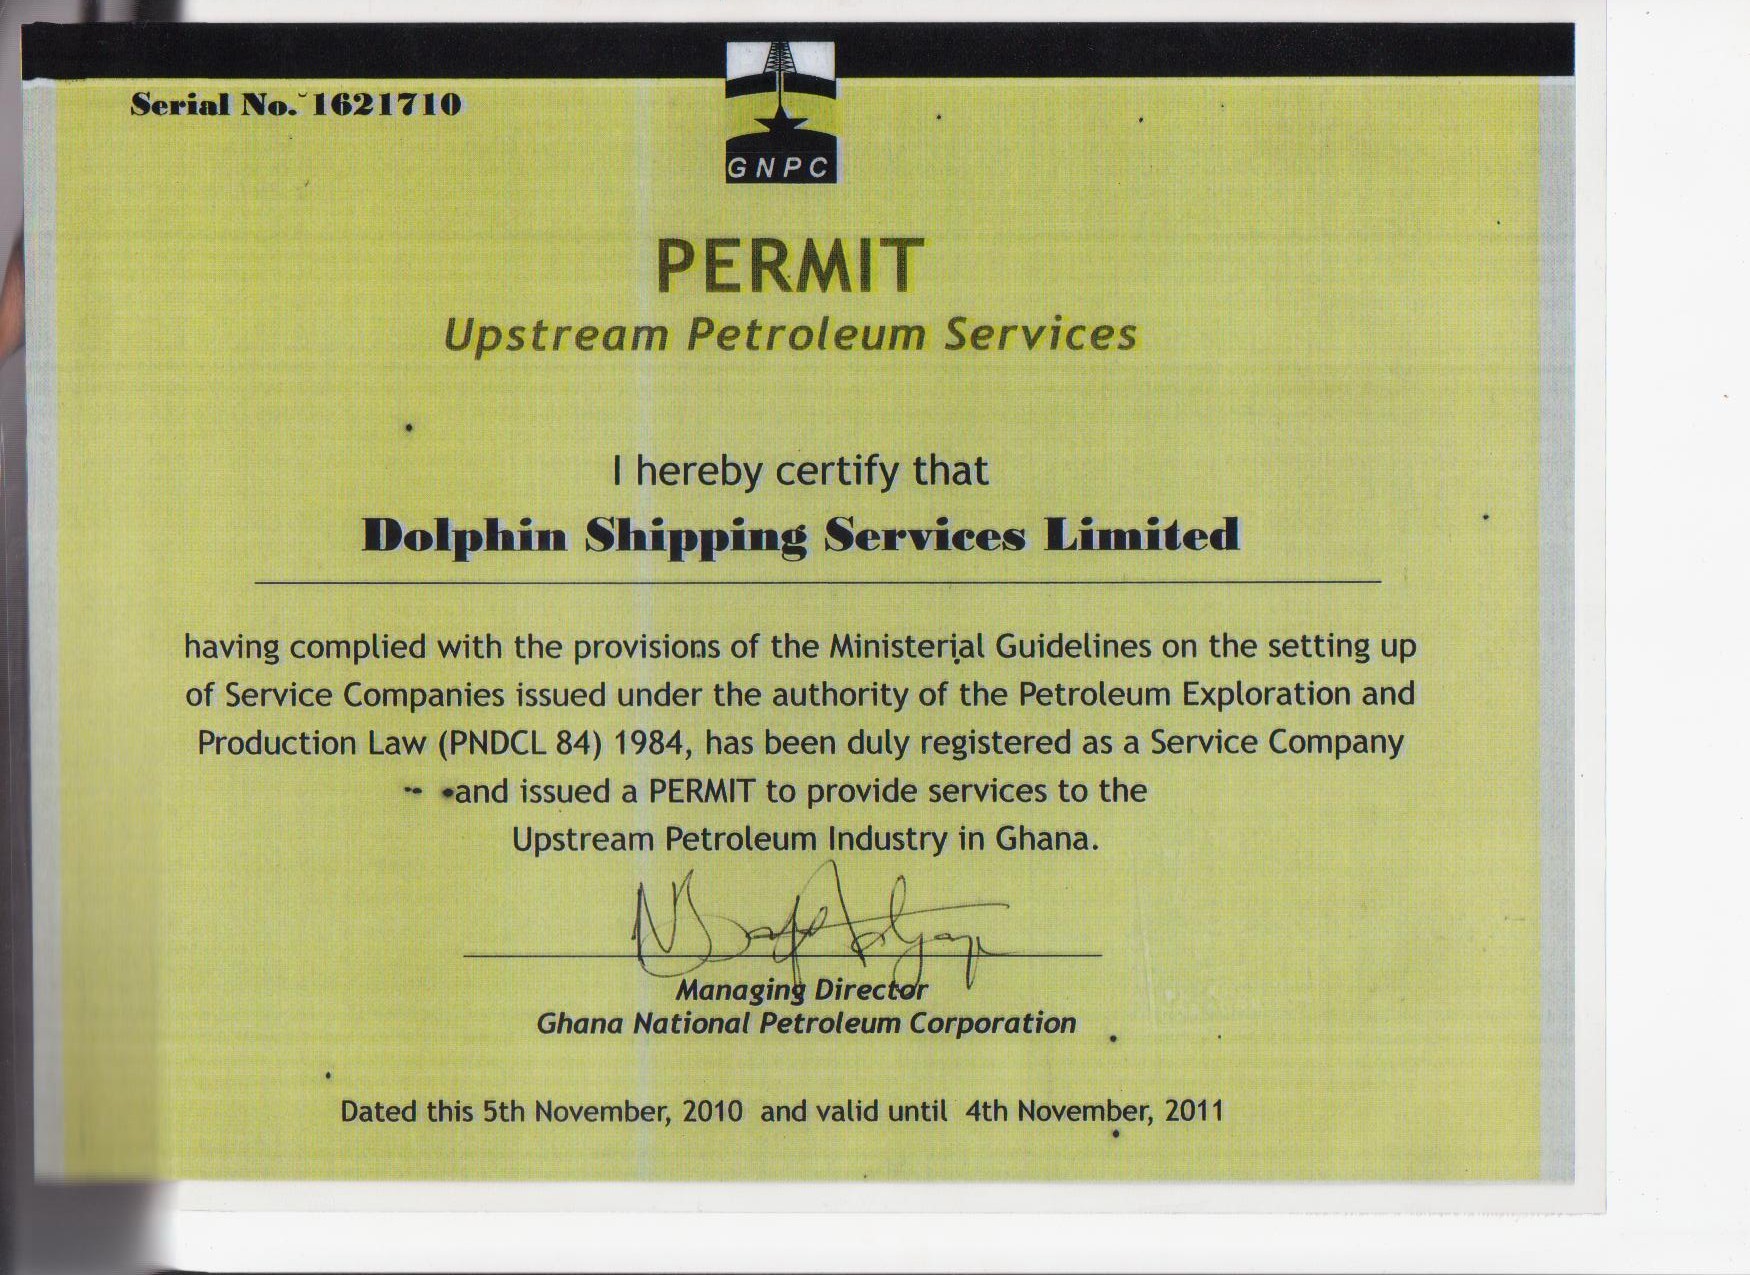 Serial No. 1621710
GNPC
PERMIT
Upstream Petroleum Services
I hereby certify that
Dolphin Shipping Services Limited
having complied with the provisions of the Ministerial Guidelines on the setting up
of Service Companies issued under the authority of the Petroleum Exploration and
Production Law (PNDCL 84) 1984, has been duly registered as a Service Company
and issued a PERMIT to provide services to the
Upstream Petroleum Industry in Ghana.
Managing Director
Ghana National Petroleum Corporation
Dated this 5th November, 2010 and valid until 4th November, 2011